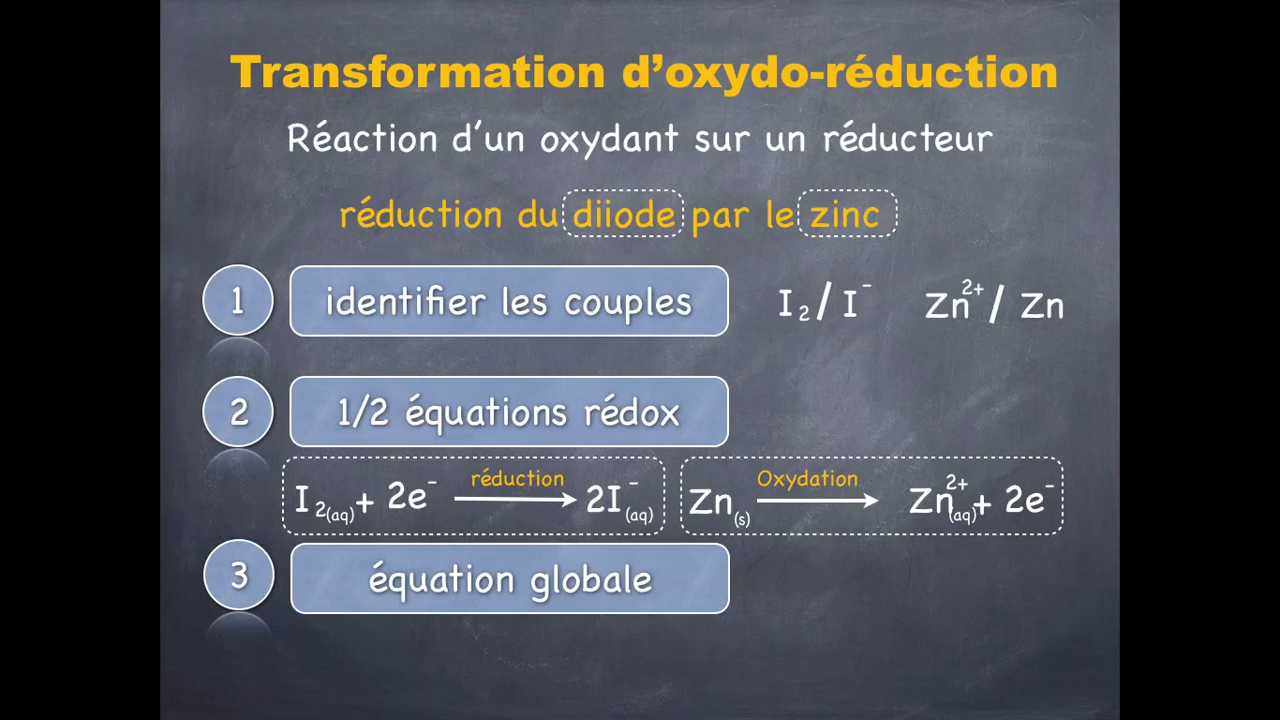 Transformation d'oxydo-réduction
Réaction d'un oxydant sur un réducteur
réduction du diiode par le zinc
1 identifier les couples I₂ / I⁻ Zn²⁺ / Zn
2 1/2 équations rédox
réduction Oxydation
I₂(aq) + 2e⁻ → 2I⁻(aq) Zn(s) → Zn²⁺(aq) + 2e⁻
3 équation globale